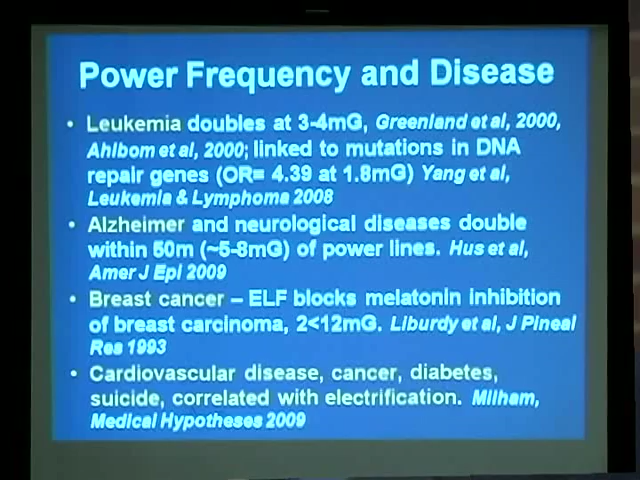 Power Frequency and Disease
• Leukemia doubles at 3-4mG, Greenland et al, 2000,
Ahlbom et al, 2000; linked to mutations in DNA
repair genes (OR= 4.39 at 1.8mG) Yang et al,
Leukemia & Lymphoma 2008
• Alzheimer and neurological diseases double
within 50m (~5-8mG) of power lines. Hus et al,
Amer J Epi 2009
• Breast cancer – ELF blocks melatonin inhibition
of breast carcinoma, 2<12mG. Liburdy et al, J Pineal
Res 1993
• Cardiovascular disease, cancer, diabetes,
suicide, correlated with electrification. Milham,
Medical Hypotheses 2009